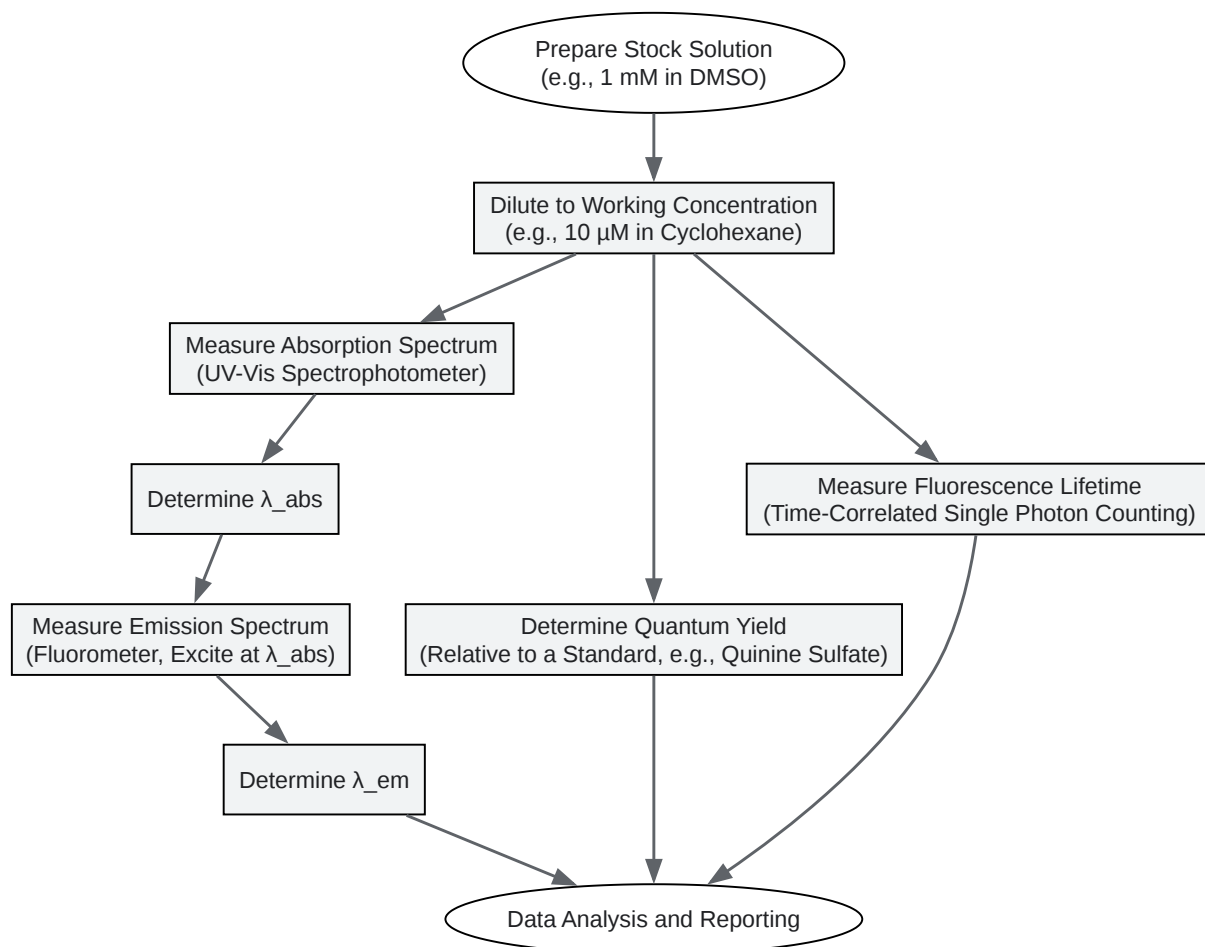 Prepare Stock Solution
(e.g., 1 mM in DMSO)
Dilute to Working Concentration
(e.g., 10 µM in Cyclohexane)
Measure Absorption Spectrum
(UV-Vis Spectrophotometer)
Determine λ_abs
Measure Fluorescence Lifetime
(Time-Correlated Single Photon Counting)
Measure Emission Spectrum
(Fluorometer, Excite at λ_abs)
Determine Quantum Yield
(Relative to a Standard, e.g., Quinine Sulfate)
Determine λ_em
Data Analysis and Reporting